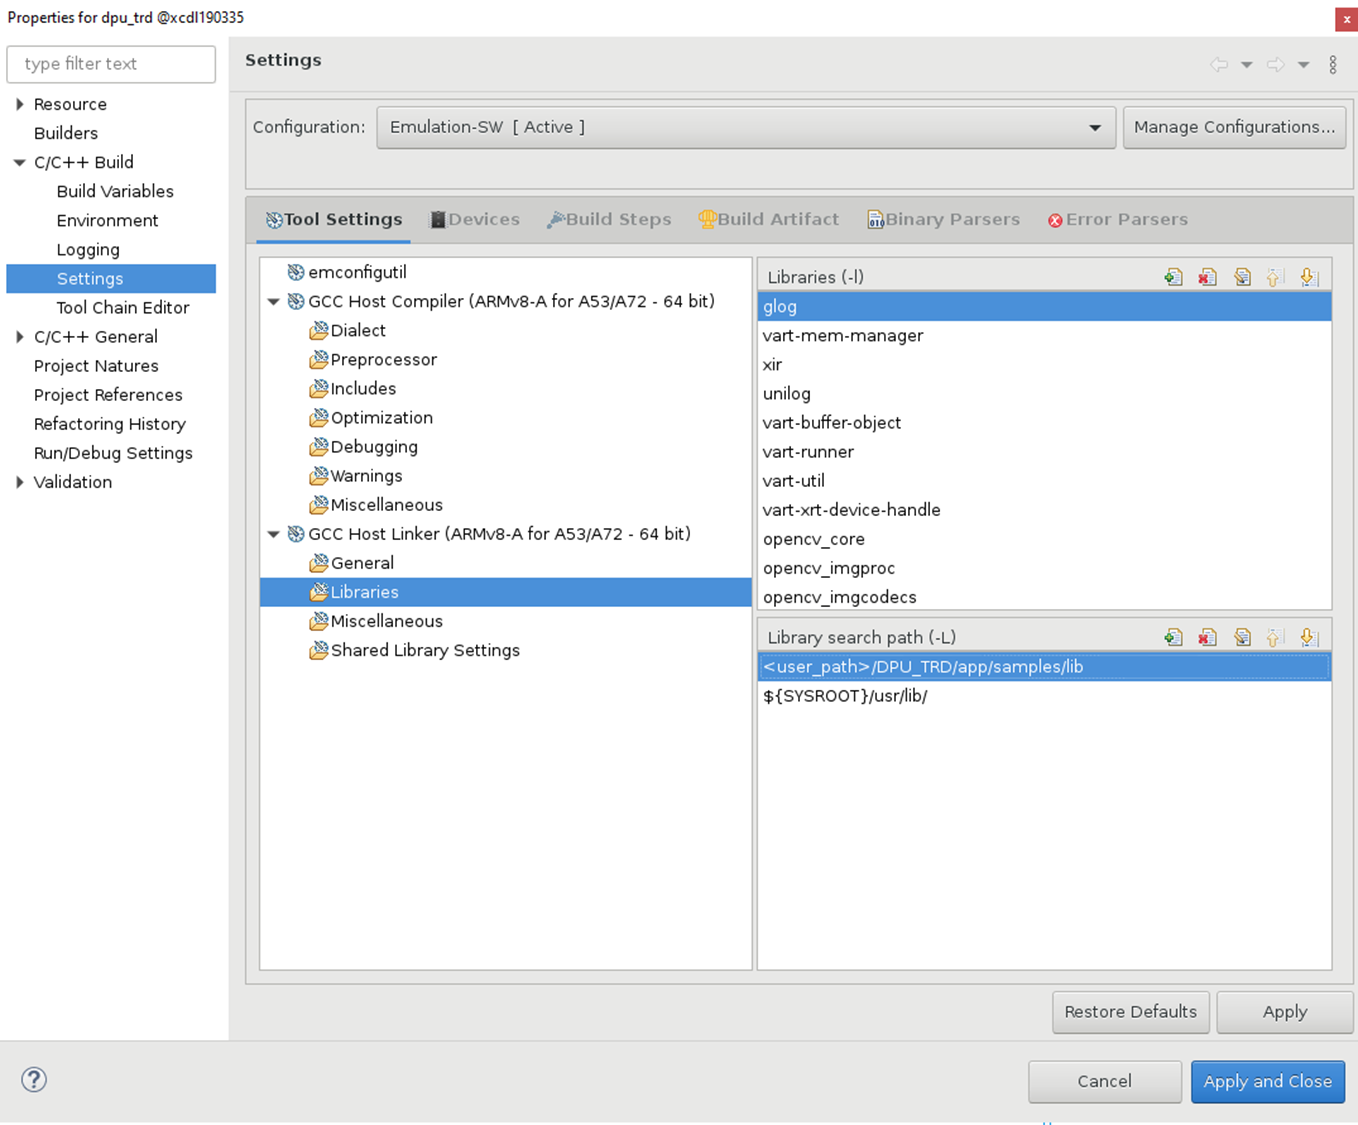 Properties for dpu_trd @xcdl190335
x
type filter text
Resource
Builders
C/C++ Build
Build Variables
Environment
Logging
Settings
Tool Chain Editor
C/C++ General
Project Natures
Project References
Refactoring History
Run/Debug Settings
Validation
Settings
Configuration: Emulation-SW [ Active ] Manage Configurations...
Tool Settings Devices Build Steps Build Artifact Binary Parsers Error Parsers
emconfigutil
GCC Host Compiler (ARMv8-A for A53/A72 - 64 bit)
Dialect
Preprocessor
Includes
Optimization
Debugging
Warnings
Miscellaneous
GCC Host Linker (ARMv8-A for A53/A72 - 64 bit)
General
Libraries
Miscellaneous
Shared Library Settings
Libraries (-l)
glog
vart-mem-manager
xir
unilog
vart-buffer-object
vart-runner
vart-util
vart-xrt-device-handle
opencv_core
opencv_imgproc
opencv_imgcodecs
Library search path (-L)
<user_path>/DPU_TRD/app/samples/lib
${SYSROOT}/usr/lib/
Restore Defaults Apply
? Cancel Apply and Close